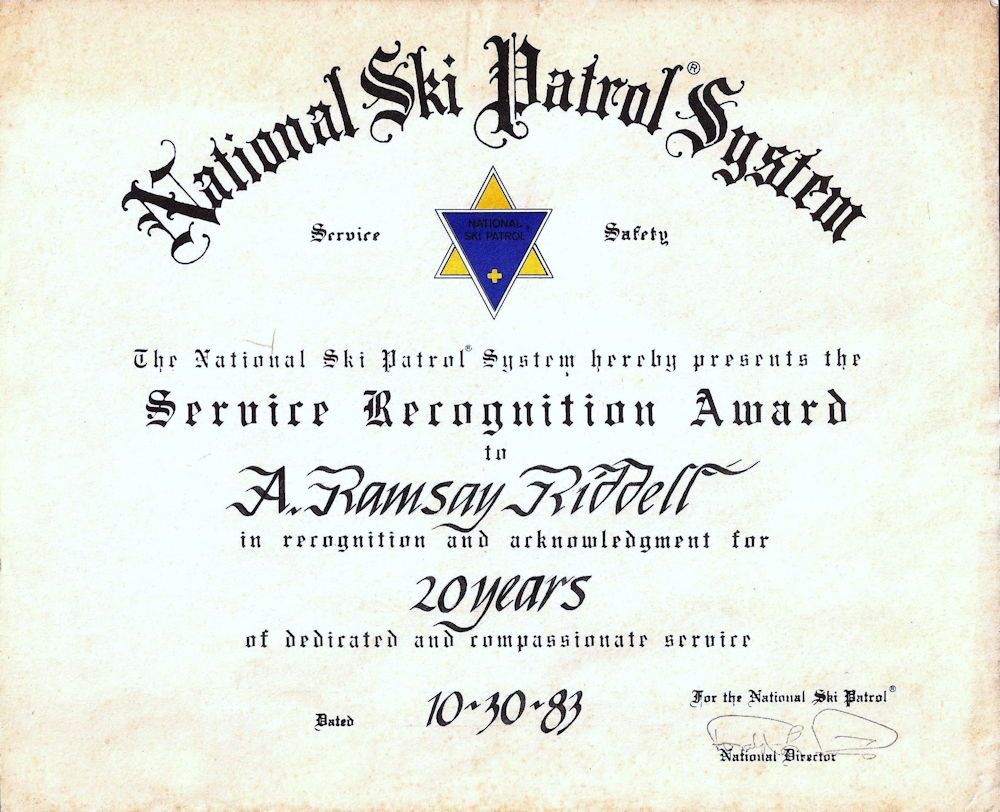 National Ski Patrol® System
Service
NATIONAL
SKI PATROL
Safety
The National Ski Patrol® System hereby presents the
Service Recognition Award
to
A. Ramsay Riddell
in recognition and acknowledgment for
20 years
of dedicated and compassionate service
For the National Ski Patrol®
Dated 10·30·83
National Director